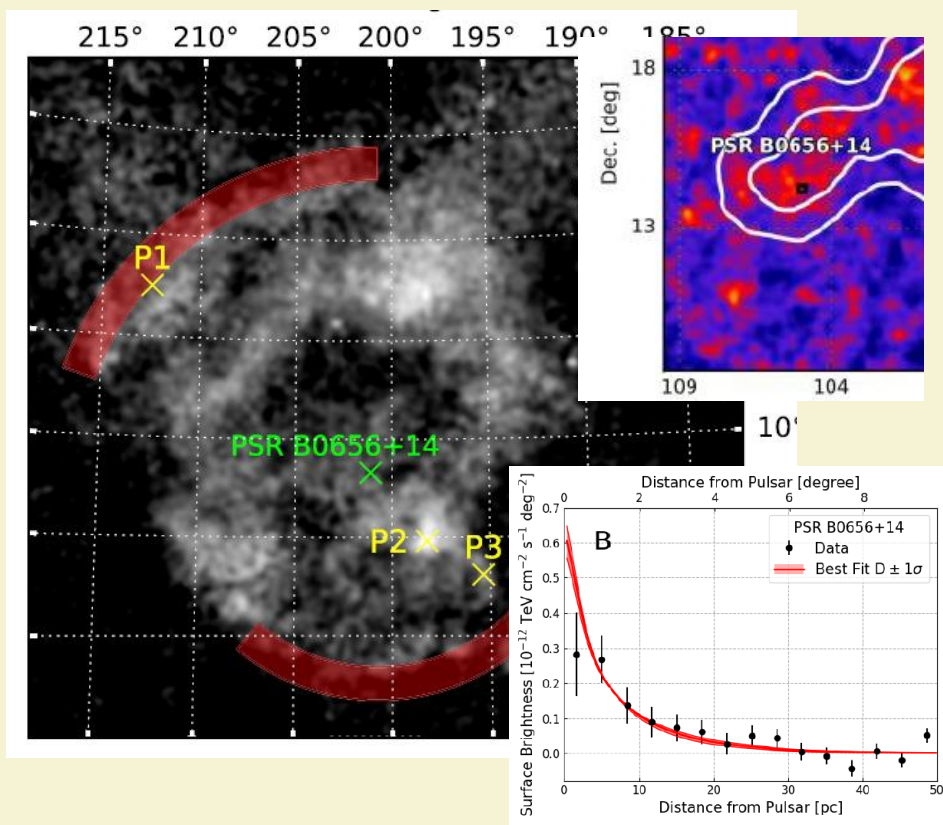 215° 210° 205° 200° 195° 190° 185°
P1
PSR B0656+14
P2
P3
10°
18
Dec. [deg]
PSR B0656+14
13
109 104
Distance from Pulsar [degree]
0 2 4 6 8
0.7
0.6
0.5
0.4
0.3
0.2
0.1
0.0
Surface Brightness [10⁻¹² TeV cm⁻² s⁻¹ deg⁻²]
B
PSR B0656+14
Data
Best Fit D ± 1σ
0 10 20 30 40 50
Distance from Pulsar [pc]